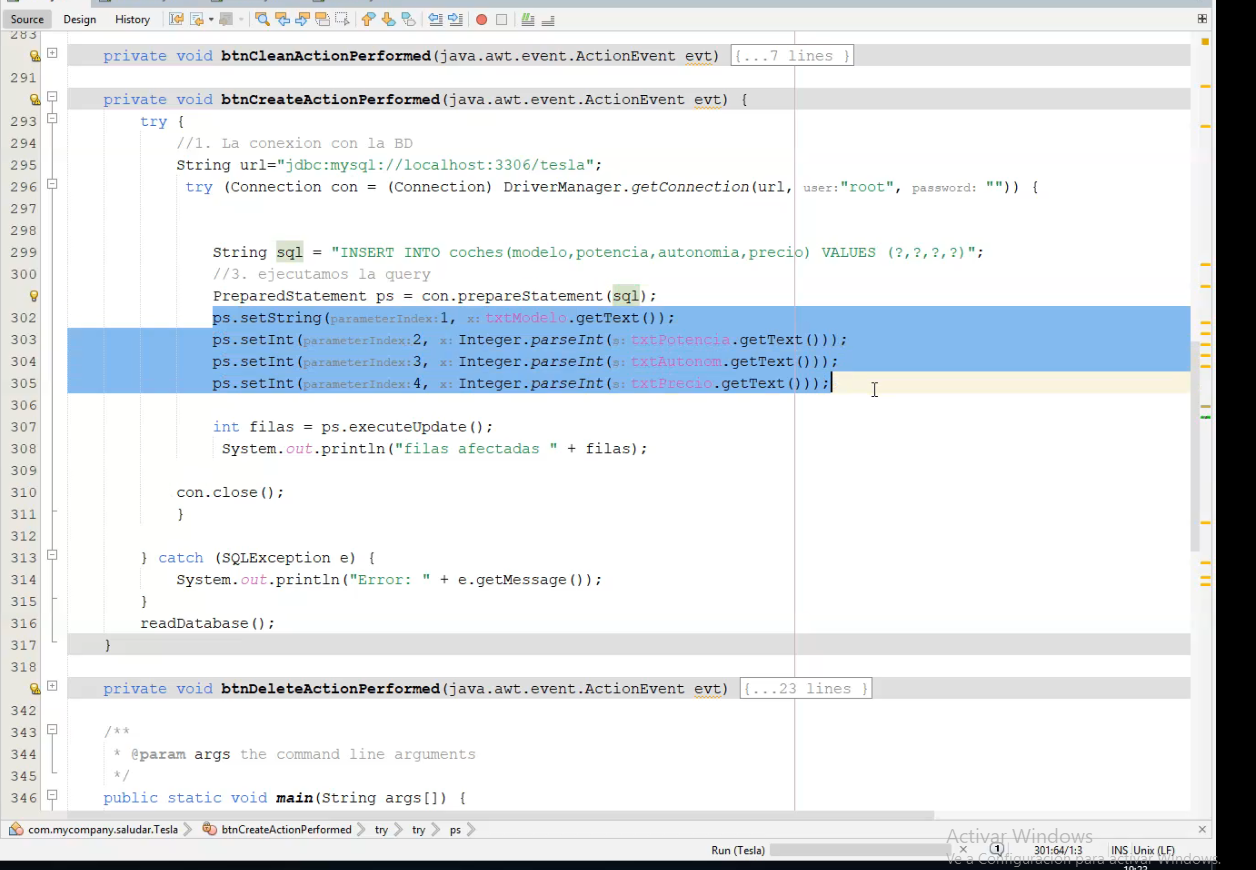 Source Design History
283
private void btnCleanActionPerformed(java.awt.event.ActionEvent evt) {...7 lines }
291
private void btnCreateActionPerformed(java.awt.event.ActionEvent evt) {
293 try {
294 //1. La conexion con la BD
295 String url="jdbc:mysql://localhost:3306/tesla";
296 try (Connection con = (Connection) DriverManager.getConnection(url, user:"root", password: "")) {
297
298
299 String sql = "INSERT INTO coches(modelo,potencia,autonomia,precio) VALUES (?,?,?,?)";
300 //3. ejecutamos la query
PreparedStatement ps = con.prepareStatement(sql);
302 ps.setString(parameterIndex:1, x:txtModelo.getText());
303 ps.setInt(parameterIndex:2, x:Integer.parseInt(s:txtPotencia.getText()));
304 ps.setInt(parameterIndex:3, x:Integer.parseInt(s:txtAutonom.getText()));
305 ps.setInt(parameterIndex:4, x:Integer.parseInt(s:txtPrecio.getText()));
306
307 int filas = ps.executeUpdate();
308 System.out.println("filas afectadas " + filas);
309
310 con.close();
311 }
312
313 } catch (SQLException e) {
314 System.out.println("Error: " + e.getMessage());
315 }
316 readDatabase();
317 }
318
private void btnDeleteActionPerformed(java.awt.event.ActionEvent evt) {...23 lines }
342
343 /**
344 * @param args the command line arguments
345 */
346 public static void main(String args[]) {
com.mycompany.saludar.Tesla btnCreateActionPerformed try try ps
Activar Windows
Run (Tesla) 1 301:64/1:3 INS Unix (LF)
Ve a Configuración para activar Windows.